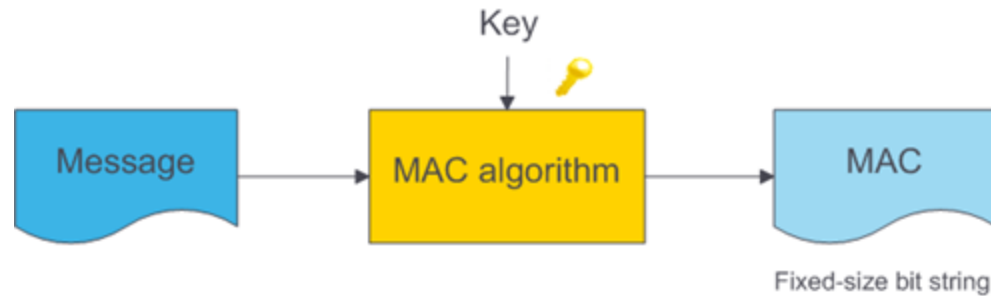 Key
Message
MAC algorithm
MAC
Fixed-size bit string